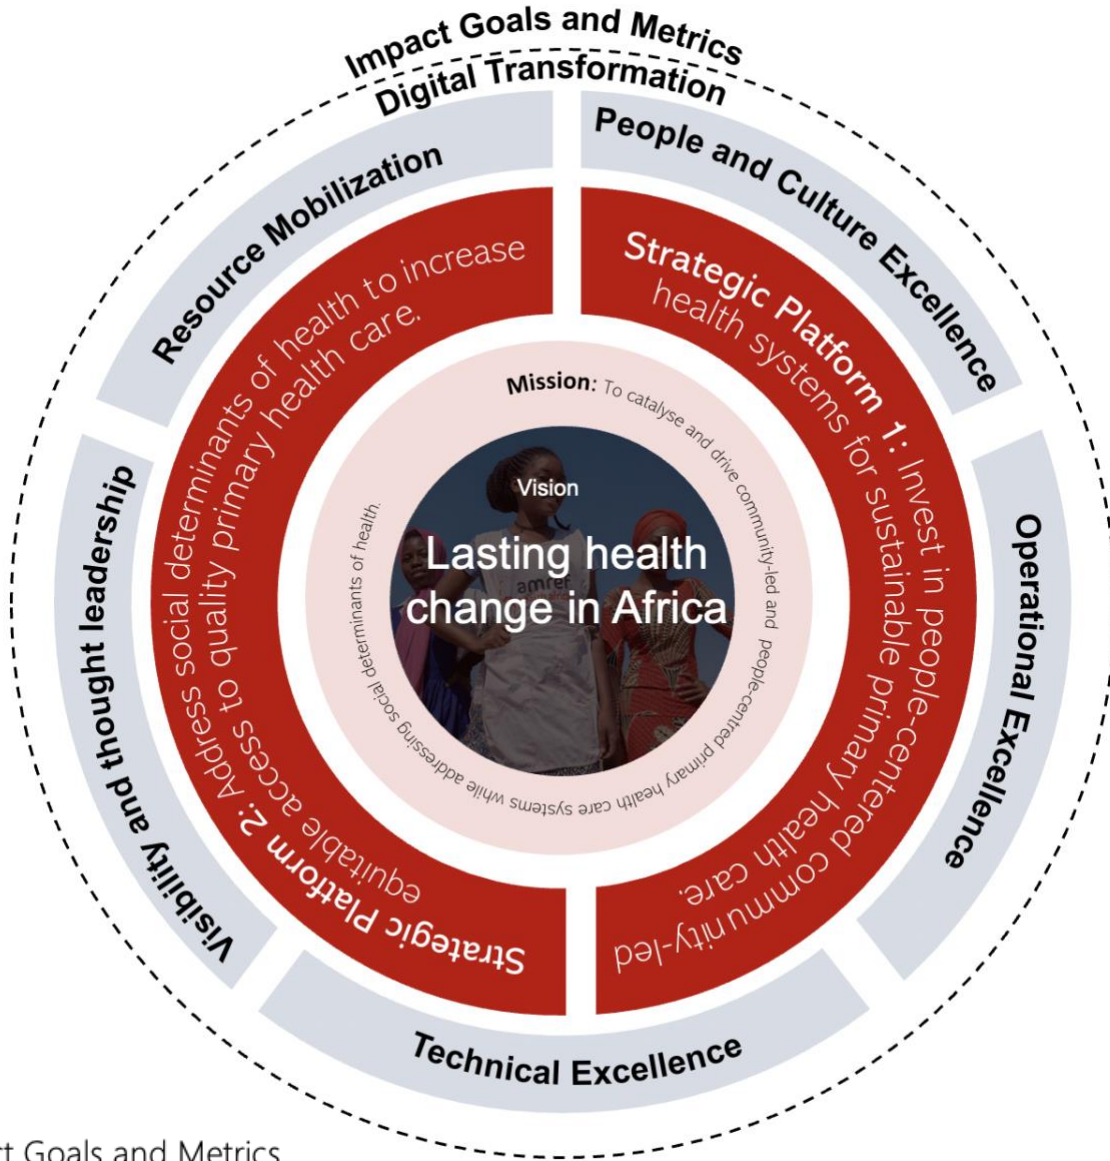 Impact Goals and Metrics
Digital Transformation
People and Culture Excellence
Operational Excellence
Technical Excellence
Visibility and thought leadership
Resource Mobilization
Strategic Platform 1: Invest in people-centered community-led
health systems for sustainable primary health care.
Strategic Platform 2: Address social determinants of health to increase
equitable access to quality primary health care.
Mission: To catalyse and drive community-led and people-centred primary health care systems while addressing social determinants of health.
Vision
Lasting health
change in Africa
amref
Goals and Metrics